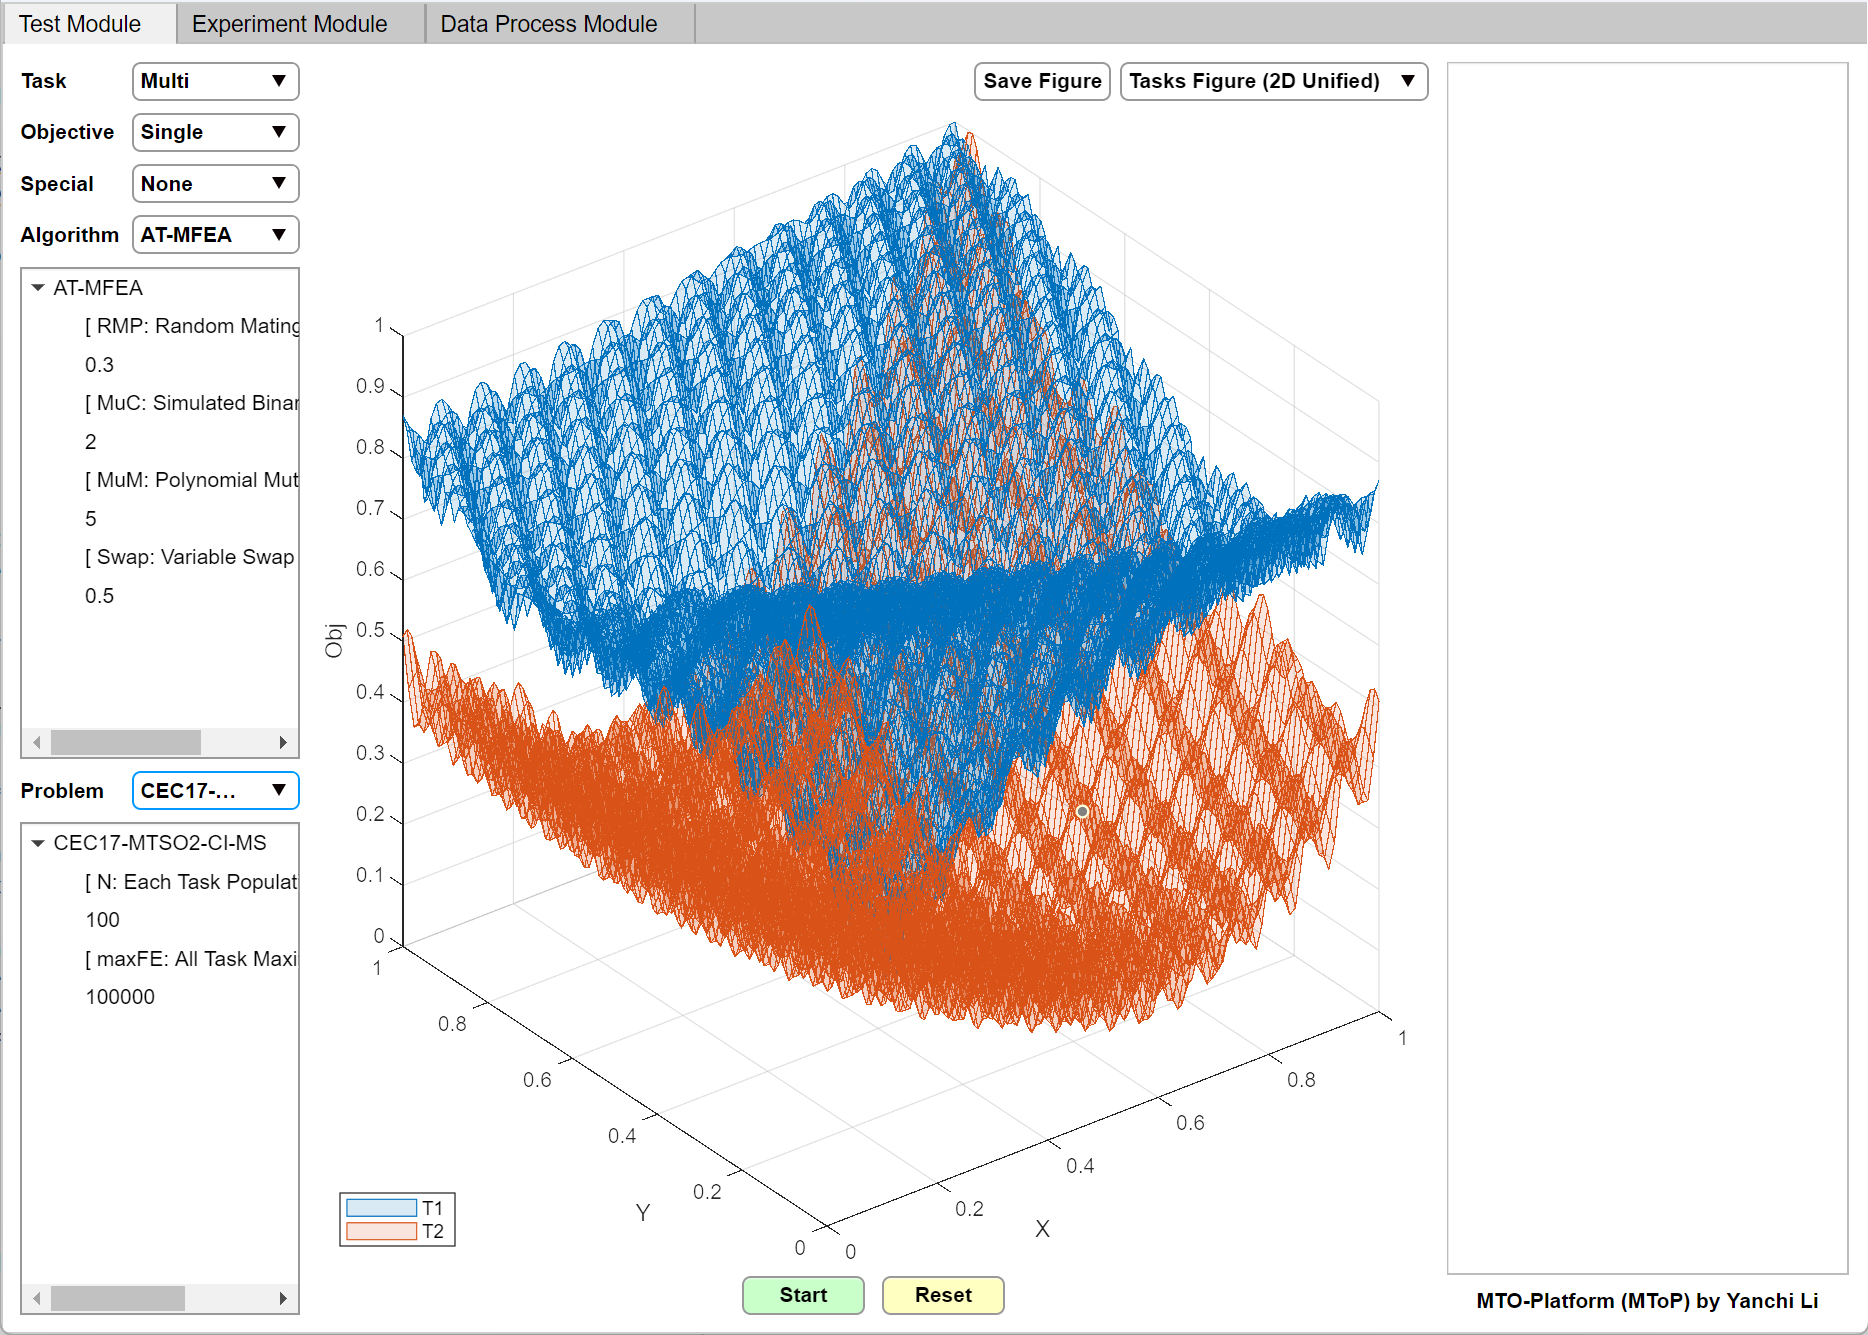 Test Module
Experiment Module
Data Process Module
Task
Multi
Objective
Single
Special
None
Algorithm
AT-MFEA
AT-MFEA
[ RMP: Random Mating
0.3
[ MuC: Simulated Binar
2
[ MuM: Polynomial Mut
5
[ Swap: Variable Swap
0.5
Problem
CEC17-...
CEC17-MTSO2-CI-MS
[ N: Each Task Populat
100
[ maxFE: All Task Maxi
100000
Save Figure
Tasks Figure (2D Unified)
1
0.9
0.8
0.7
0.6
0.5
0.4
0.3
0.2
0.1
0
Obj
1
0.8
0.6
0.4
0.2
0
Y
0
0.2
0.4
0.6
0.8
1
X
T1
T2
Start
Reset
MTO-Platform (MToP) by Yanchi Li